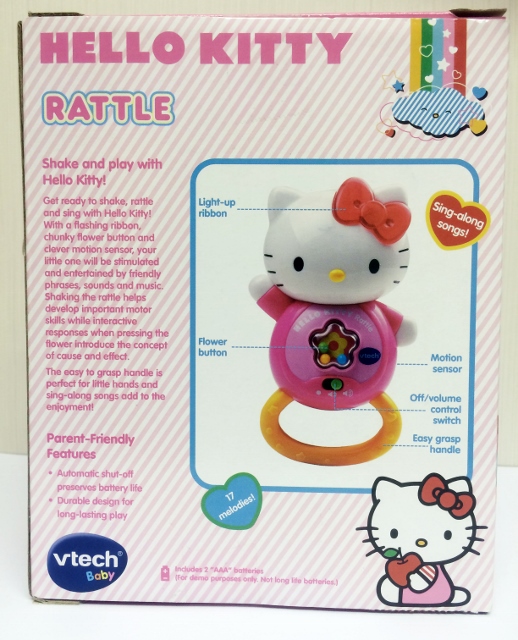 HELLO KITTY
RATTLE
Shake and play with
Hello Kitty!
Get ready to shake, rattle
and sing with Hello Kitty!
With a flashing ribbon,
chunky flower button and
clever motion sensor, your
little one will be stimulated
and entertained by friendly
phrases, sounds and music.
Shaking the rattle helps
develop important motor
skills while interactive
responses when pressing the
flower introduce the concept
of cause and effect.
The easy to grasp handle is
perfect for little hands and
sing-along songs add to the
enjoyment!
Parent-Friendly
Features
• Automatic shut-off
preserves battery life
• Durable design for
long-lasting play
Light-up
ribbon
Sing-along
songs!
Flower
button
vtech
Motion
sensor
Off/volume
control
switch
Easy grasp
handle
17
melodies!
vtech®
Baby
Includes 2 "AAA" batteries
(For demo purposes only. Not long life batteries.)